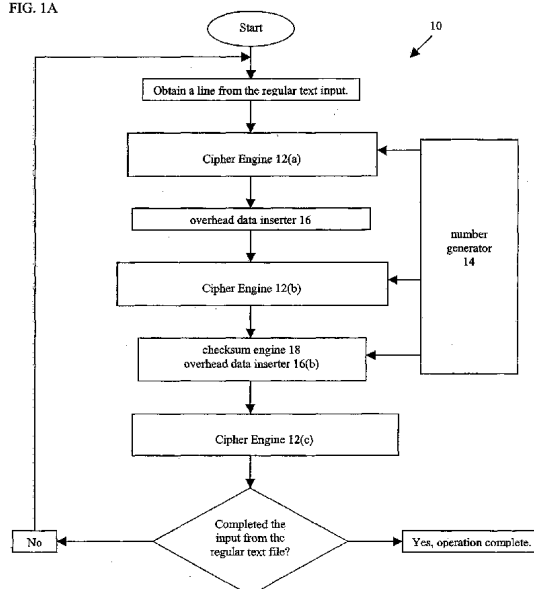 FIG. 1A
Start
10
Obtain a line from the regular text input.
Cipher Engine 12(a)
overhead data inserter 16
number
generator
14
Cipher Engine 12(b)
checksum engine 18
overhead data inserter 16(b)
Cipher Engine 12(c)
Completed the
input from the
regular text file?
No
Yes, operation complete.